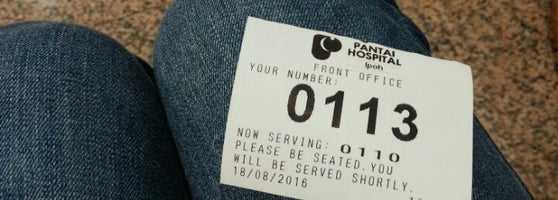 PANTAI
HOSPITAL
Ipoh
FRONT OFFICE
YOUR NUMBER:
0113
NOW SERVING: 0110
PLEASE BE SEATED.YOU
WILL BE SERVED SHORTLY.
18/08/2016